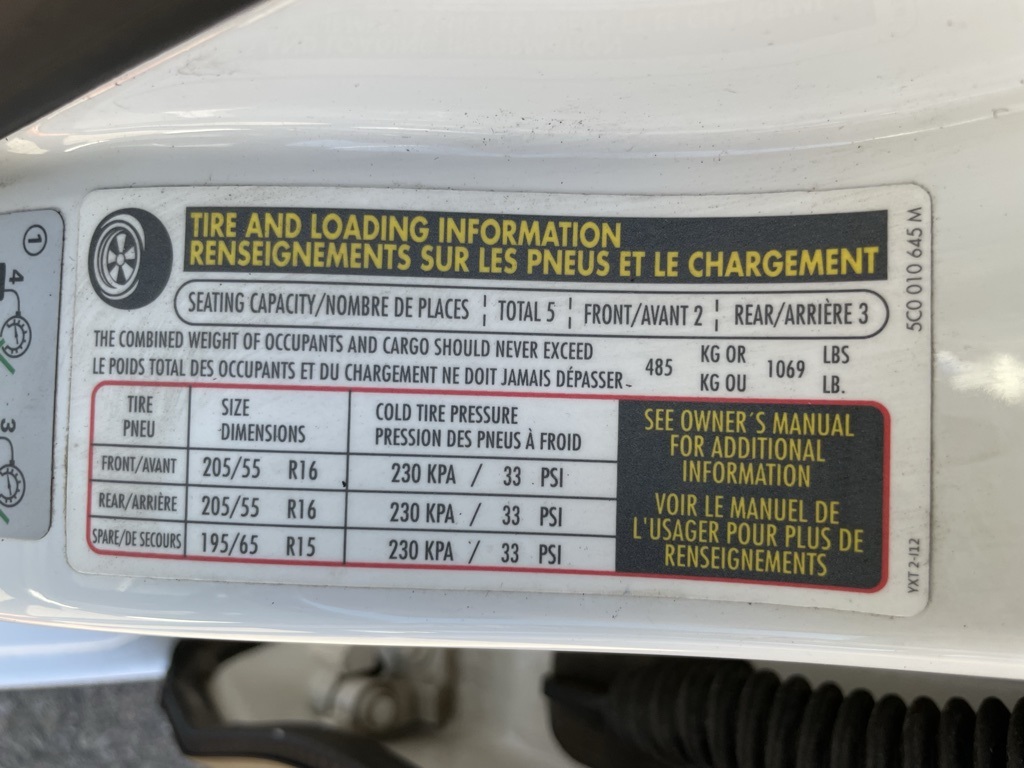 TIRE AND LOADING INFORMATION
RENSEIGNEMENTS SUR LES PNEUS ET LE CHARGEMENT
SEATING CAPACITY/NOMBRE DE PLACES ¦ TOTAL 5 ¦ FRONT/AVANT 2 ¦ REAR/ARRIÈRE 3
THE COMBINED WEIGHT OF OCCUPANTS AND CARGO SHOULD NEVER EXCEED
LE POIDS TOTAL DES OCCUPANTS ET DU CHARGEMENT NE DOIT JAMAIS DÉPASSER
485 KG OR 1069 LBS
KG OU LB.
TIRE
PNEU
SIZE
DIMENSIONS
COLD TIRE PRESSURE
PRESSION DES PNEUS À FROID
FRONT/AVANT 205/55 R16 230 KPA / 33 PSI
REAR/ARRIÈRE 205/55 R16 230 KPA / 33 PSI
SPARE/DE SECOURS 195/65 R15 230 KPA / 33 PSI
SEE OWNER´S MANUAL
FOR ADDITIONAL
INFORMATION
VOIR LE MANUEL DE
L'USAGER POUR PLUS DE
RENSEIGNEMENTS
5C0 010 645 M
YXT 2-I12
1
4
3